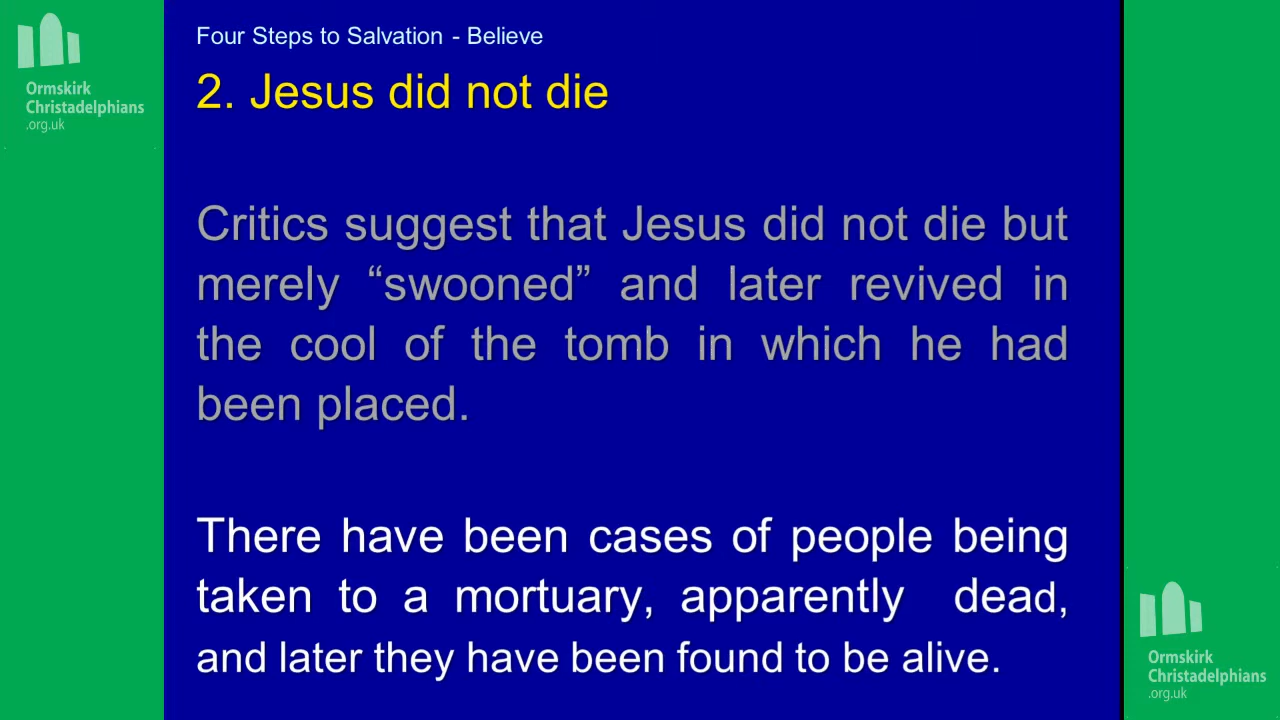 Ormskirk
Christadelphians
.org.uk
Four Steps to Salvation - Believe
2. Jesus did not die
Critics suggest that Jesus did not die but
merely “swooned” and later revived in
the cool of the tomb in which he had
been placed.
There have been cases of people being
taken to a mortuary, apparently dead,
and later they have been found to be alive.
Ormskirk
Christadelphians
.org.uk